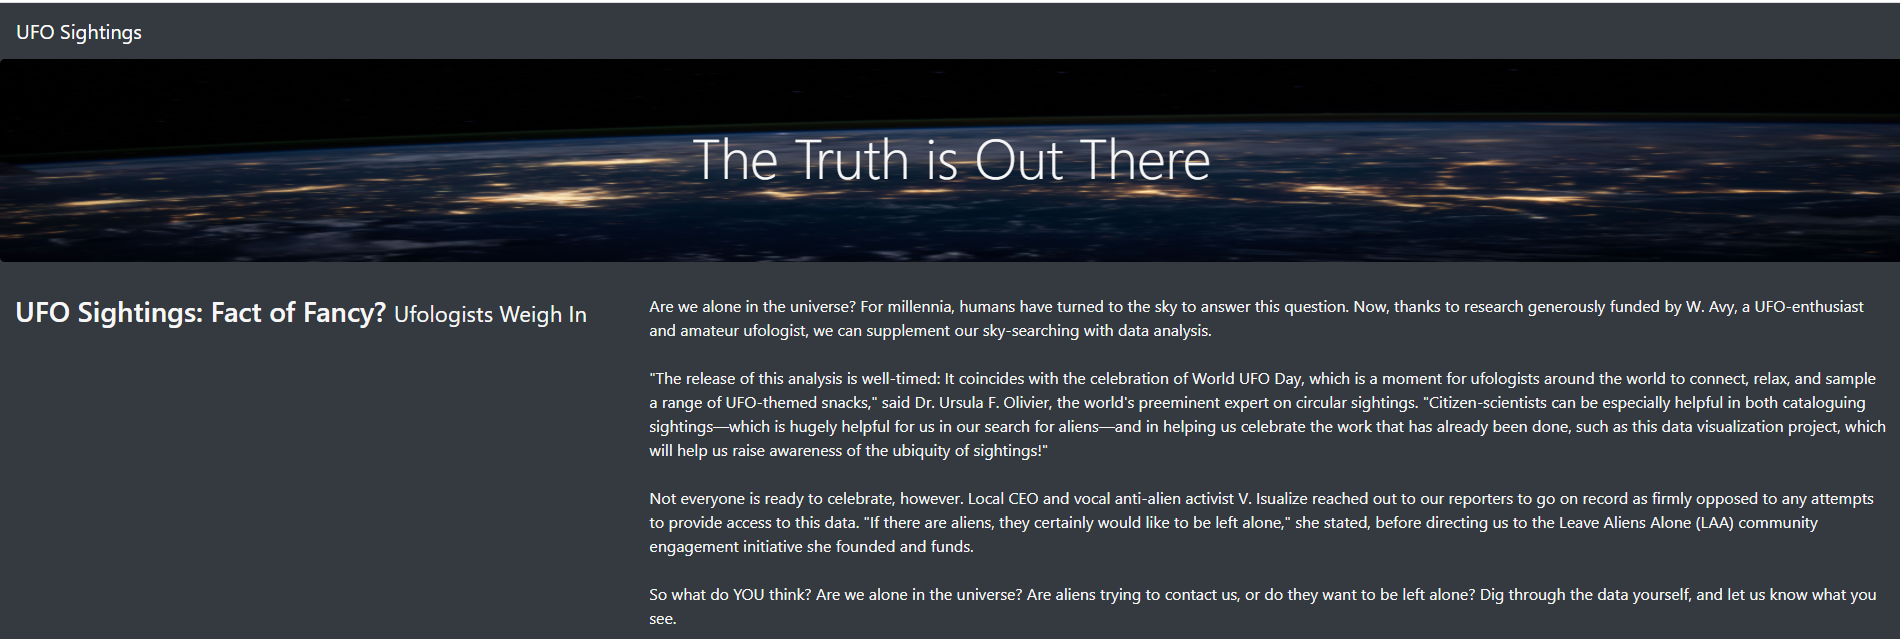 UFO Sightings
The Truth is Out There
UFO Sightings: Fact of Fancy? Ufologists Weigh In
Are we alone in the universe? For millennia, humans have turned to the sky to answer this question. Now, thanks to research generously funded by W. Avy, a UFO-enthusiast
and amateur ufologist, we can supplement our sky-searching with data analysis.
"The release of this analysis is well-timed: It coincides with the celebration of World UFO Day, which is a moment for ufologists around the world to connect, relax, and sample
a range of UFO-themed snacks," said Dr. Ursula F. Olivier, the world's preeminent expert on circular sightings. "Citizen-scientists can be especially helpful in both cataloguing
sightings—which is hugely helpful for us in our search for aliens—and in helping us celebrate the work that has already been done, such as this data visualization project, which
will help us raise awareness of the ubiquity of sightings!"
Not everyone is ready to celebrate, however. Local CEO and vocal anti-alien activist V. Isualize reached out to our reporters to go on record as firmly opposed to any attempts
to provide access to this data. "If there are aliens, they certainly would like to be left alone," she stated, before directing us to the Leave Aliens Alone (LAA) community
engagement initiative she founded and funds.
So what do YOU think? Are we alone in the universe? Are aliens trying to contact us, or do they want to be left alone? Dig through the data yourself, and let us know what you
see.